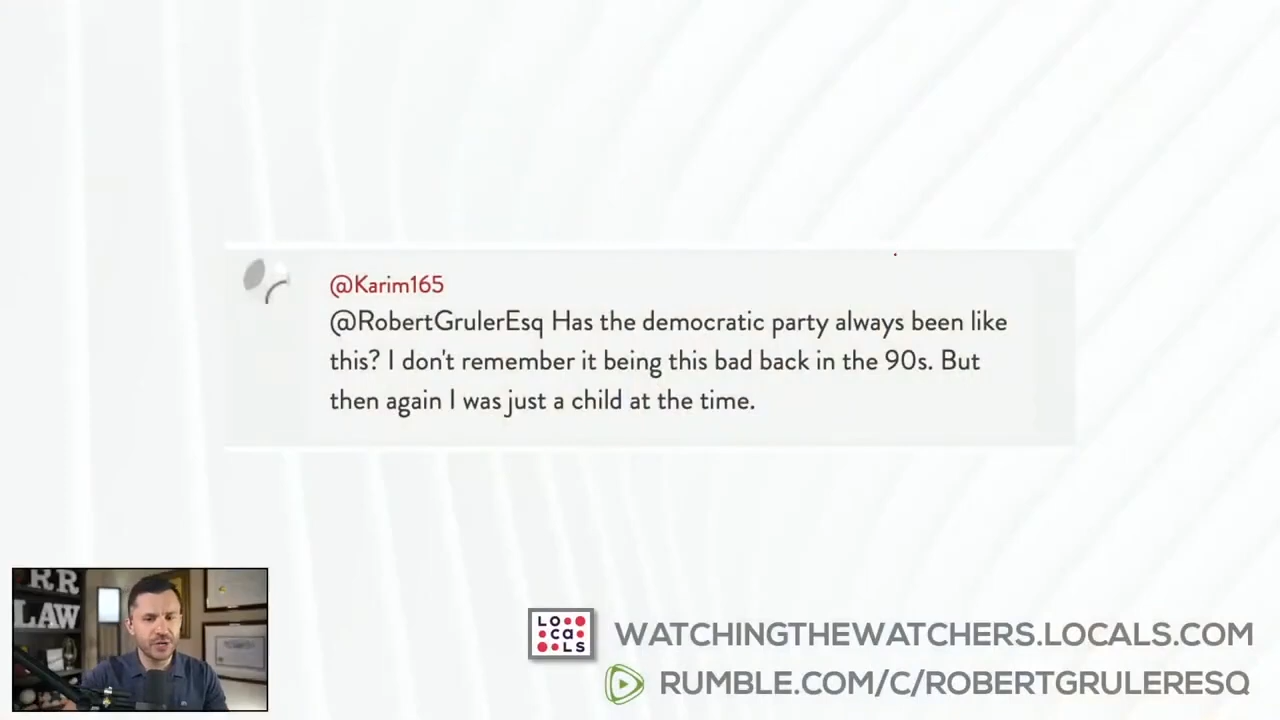 @Karim165
@RobertGrulerEsq Has the democratic party always been like
this? I don't remember it being this bad back in the 90s. But
then again I was just a child at the time.
RR
LAW
LO
ca
LS
WATCHINGTHEWATCHERS.LOCALS.COM
RUMBLE.COM/C/ROBERTGRULERESQ